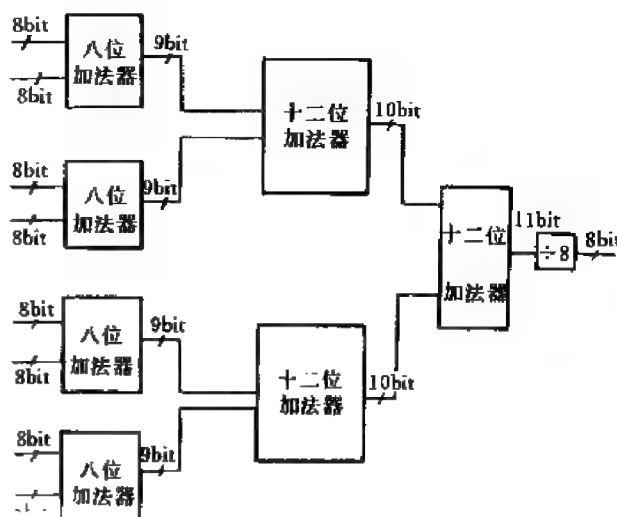 8bit
8bit
八位
加法器
9bit
8bit
8bit
八位
加法器
9bit
十二位
加法器
10bit
8bit
8bit
八位
加法器
9bit
8bit
八位
加法器
9bit
十二位
加法器
10bit
十二位
加法器
11bit
÷8
8bit